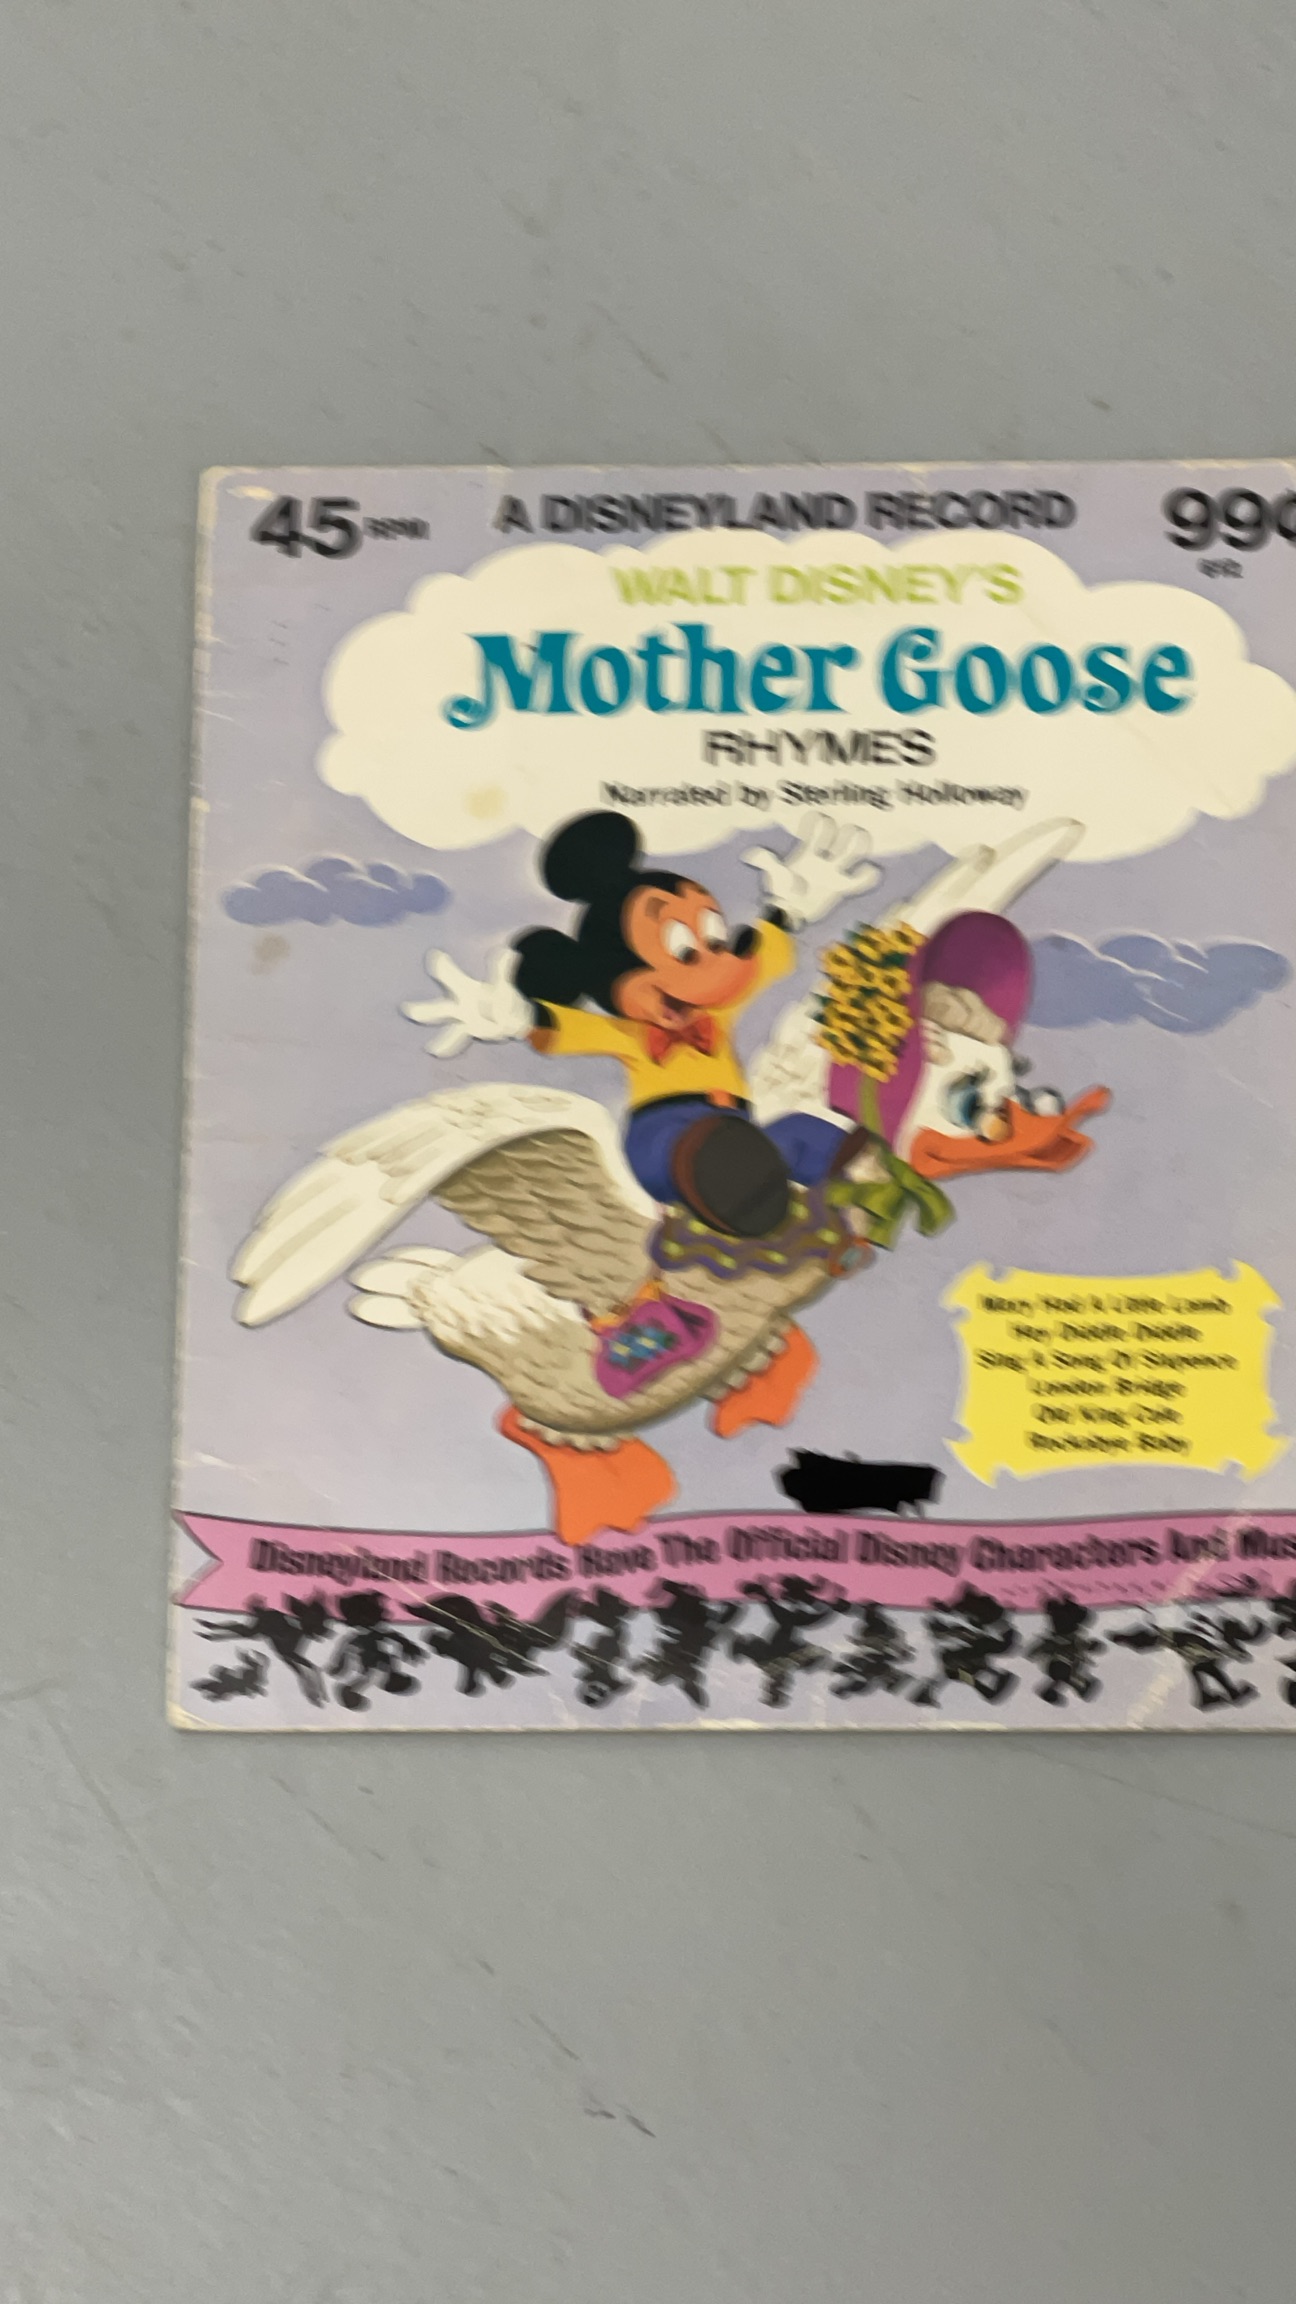 45 RPM
A DISNEYLAND RECORD
99¢
WALT DISNEY'S
Mother Goose
RHYMES
Narrated by Sterling Holloway
Mary Had A Little Lamb
Hey Diddle Diddle
Sing A Song Of Sixpence
London Bridge
Old King Cole
Rockabye Baby
Disneyland Records Have The Official Disney Characters And